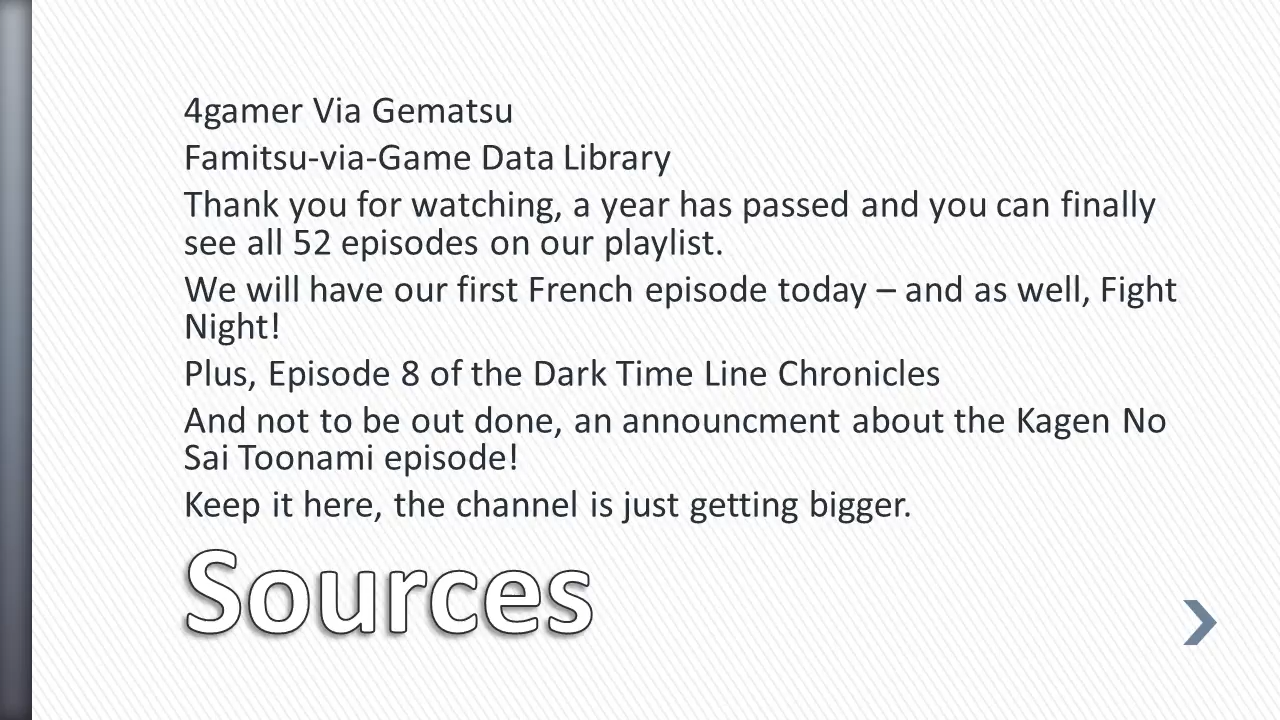 4gamer Via Gematsu
Famitsu-via-Game Data Library
Thank you for watching, a year has passed and you can finally
see all 52 episodes on our playlist.
We will have our first French episode today – and as well, Fight
Night!
Plus, Episode 8 of the Dark Time Line Chronicles
And not to be out done, an announcment about the Kagen No
Sai Toonami episode!
Keep it here, the channel is just getting bigger.
Sources